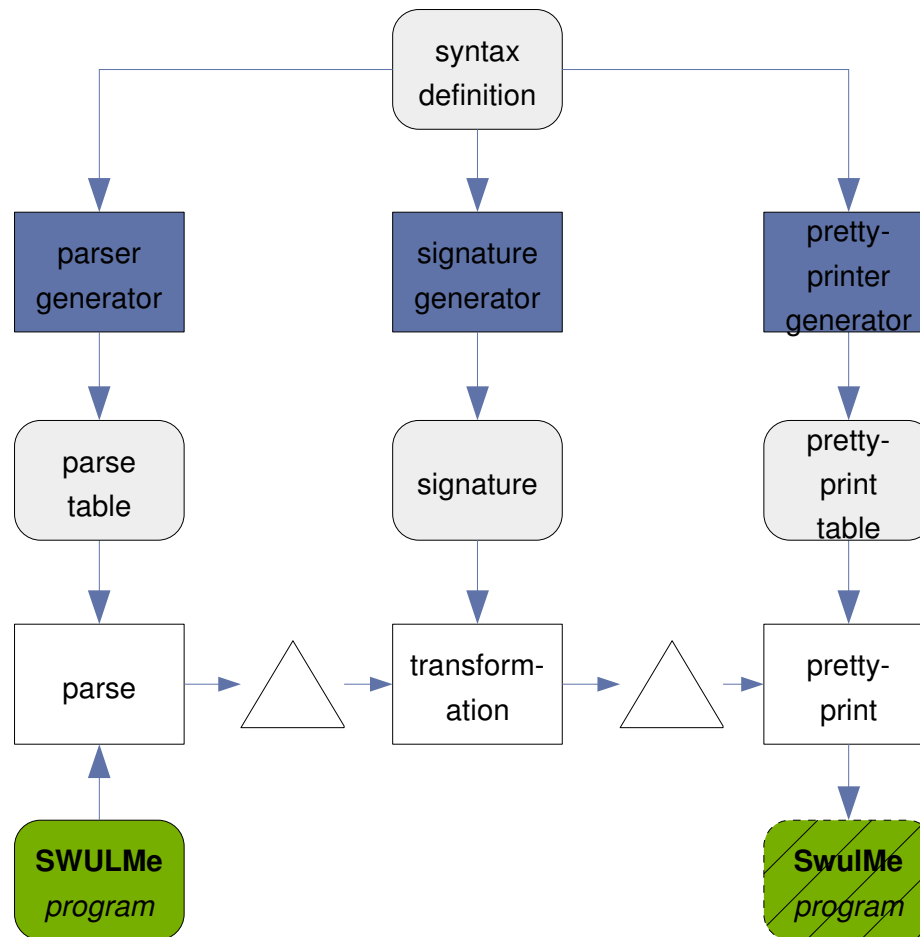 syntax
definition
parser
generator
signature
generator
pretty-
printer
generator
parse
table
signature
pretty-
print
table
parse
transform-
ation
pretty-
print
SWULMe
program
SwulMe
program